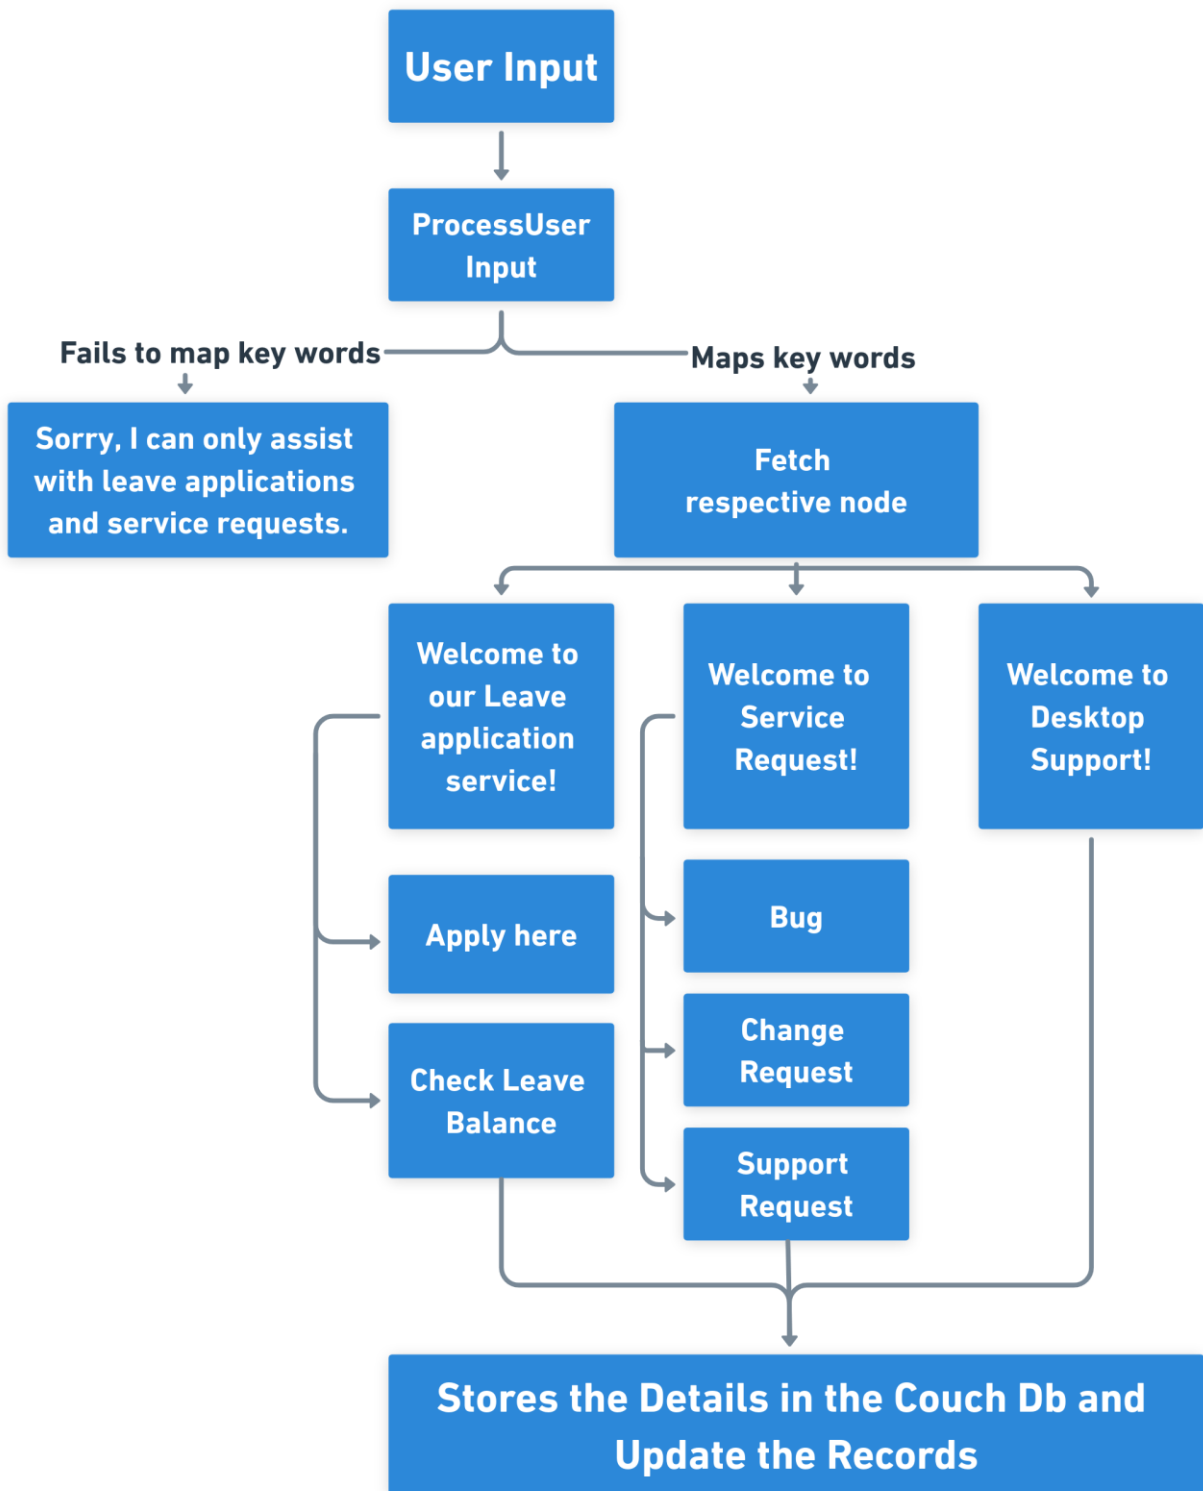 User Input
ProcessUser
Input
Fails to map key words
Maps key words
Sorry, I can only assist
with leave applications
and service requests.
Fetch
respective node
Welcome to
our Leave
application
service!
Welcome to
Service
Request!
Welcome to
Desktop
Support!
Apply here
Check Leave
Balance
Bug
Change
Request
Support
Request
Stores the Details in the Couch Db and
Update the Records